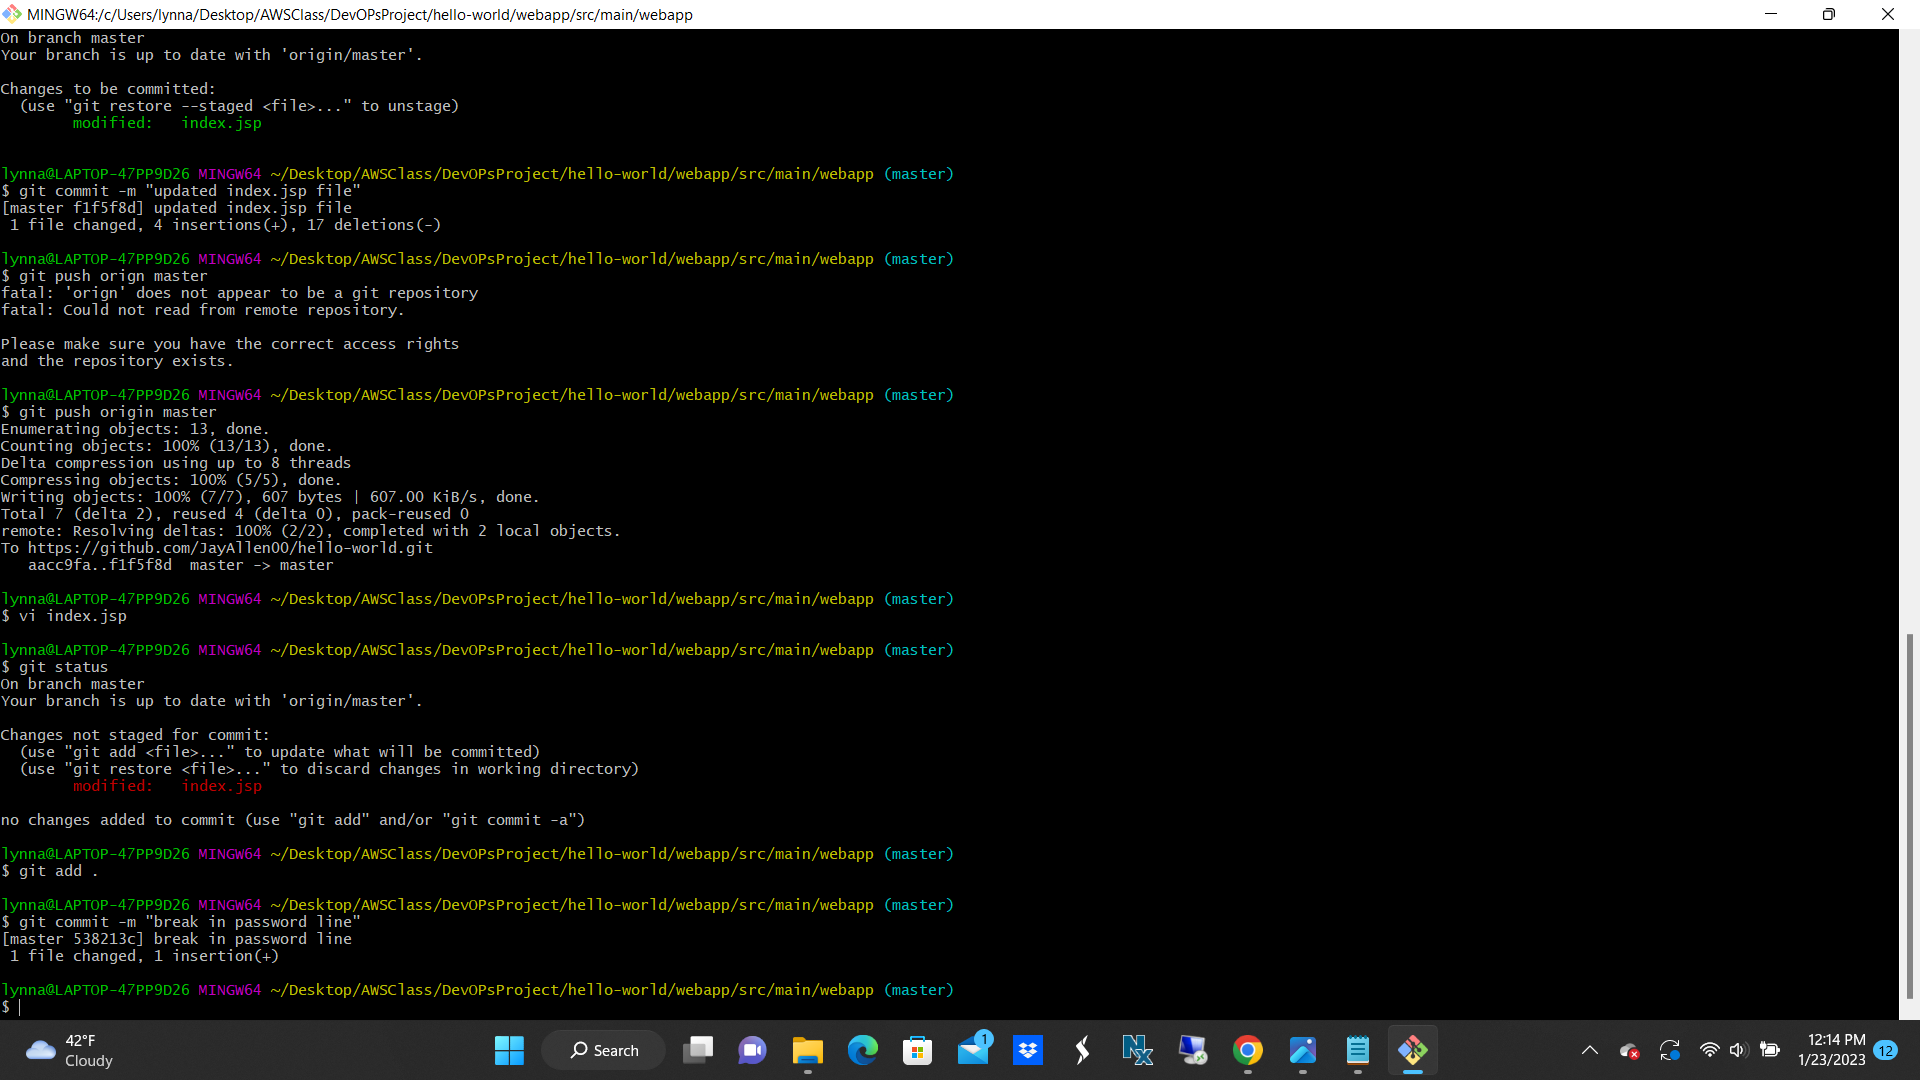 MINGW64:/c/Users/lynna/Desktop/AWSClass/DevOPsProject/hello-world/webapp/src/main/webapp
On branch master
Your branch is up to date with 'origin/master'.
Changes to be committed:
  (use "git restore --staged <file>..." to unstage)
        modified:   index.jsp
lynna@LAPTOP-47PP9D26 MINGW64 ~/Desktop/AWSClass/DevOPsProject/hello-world/webapp/src/main/webapp (master)
$ git commit -m "updated index.jsp file"
[master f1f5f8d] updated index.jsp file
 1 file changed, 4 insertions(+), 17 deletions(-)
lynna@LAPTOP-47PP9D26 MINGW64 ~/Desktop/AWSClass/DevOPsProject/hello-world/webapp/src/main/webapp (master)
$ git push orign master
fatal: 'orign' does not appear to be a git repository
fatal: Could not read from remote repository.
Please make sure you have the correct access rights
and the repository exists.
lynna@LAPTOP-47PP9D26 MINGW64 ~/Desktop/AWSClass/DevOPsProject/hello-world/webapp/src/main/webapp (master)
$ git push origin master
Enumerating objects: 13, done.
Counting objects: 100% (13/13), done.
Delta compression using up to 8 threads
Compressing objects: 100% (5/5), done.
Writing objects: 100% (7/7), 607 bytes | 607.00 KiB/s, done.
Total 7 (delta 2), reused 4 (delta 0), pack-reused 0
remote: Resolving deltas: 100% (2/2), completed with 2 local objects.
To https://github.com/JayAllen00/hello-world.git
   aacc9fa..f1f5f8d  master -> master
lynna@LAPTOP-47PP9D26 MINGW64 ~/Desktop/AWSClass/DevOPsProject/hello-world/webapp/src/main/webapp (master)
$ vi index.jsp
lynna@LAPTOP-47PP9D26 MINGW64 ~/Desktop/AWSClass/DevOPsProject/hello-world/webapp/src/main/webapp (master)
$ git status
On branch master
Your branch is up to date with 'origin/master'.
Changes not staged for commit:
  (use "git add <file>..." to update what will be committed)
  (use "git restore <file>..." to discard changes in working directory)
        modified:   index.jsp
no changes added to commit (use "git add" and/or "git commit -a")
lynna@LAPTOP-47PP9D26 MINGW64 ~/Desktop/AWSClass/DevOPsProject/hello-world/webapp/src/main/webapp (master)
$ git add .
lynna@LAPTOP-47PP9D26 MINGW64 ~/Desktop/AWSClass/DevOPsProject/hello-world/webapp/src/main/webapp (master)
$ git commit -m "break in password line"
[master 538213c] break in password line
 1 file changed, 1 insertion(+)
lynna@LAPTOP-47PP9D26 MINGW64 ~/Desktop/AWSClass/DevOPsProject/hello-world/webapp/src/main/webapp (master)
$
42°F
Cloudy
Search
1
Nx
12:14 PM
1/23/2023
12